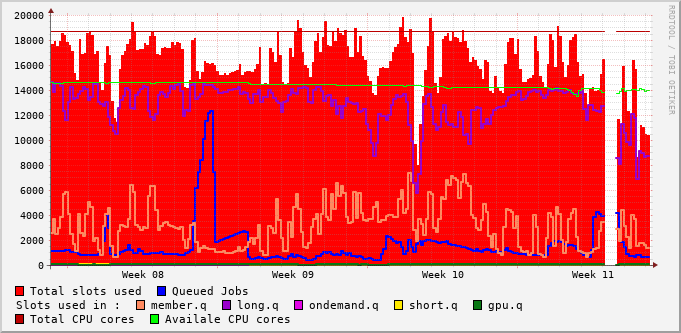 20000
18000
16000
14000
12000
10000
8000
6000
4000
2000
0
Week 08 Week 09 Week 10 Week 11
RRDTOOL / TOBI OETIKER
Total slots used Queued Jobs
Slots used in : member.q long.q ondemand.q short.q gpu.q
Total CPU cores Availale CPU cores